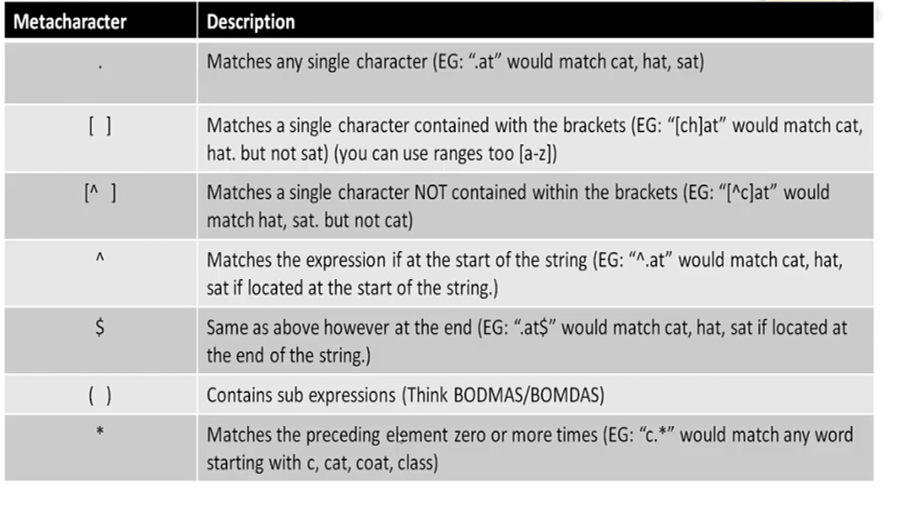 Metacharacter Description
. Matches any single character (EG: “.at” would match cat, hat, sat)
[ ] Matches a single character contained with the brackets (EG: “[ch]at” would match cat,
hat. but not sat) (you can use ranges too [a-z])
[^ ] Matches a single character NOT contained within the brackets (EG: “[^c]at” would
match hat, sat. but not cat)
^ Matches the expression if at the start of the string (EG: “^.at” would match cat, hat,
sat if located at the start of the string.)
$ Same as above however at the end (EG: “.at$” would match cat, hat, sat if located at
the end of the string.)
( ) Contains sub expressions (Think BODMAS/BOMDAS)
* Matches the preceding element zero or more times (EG: “c.*” would match any word
starting with c, cat, coat, class)